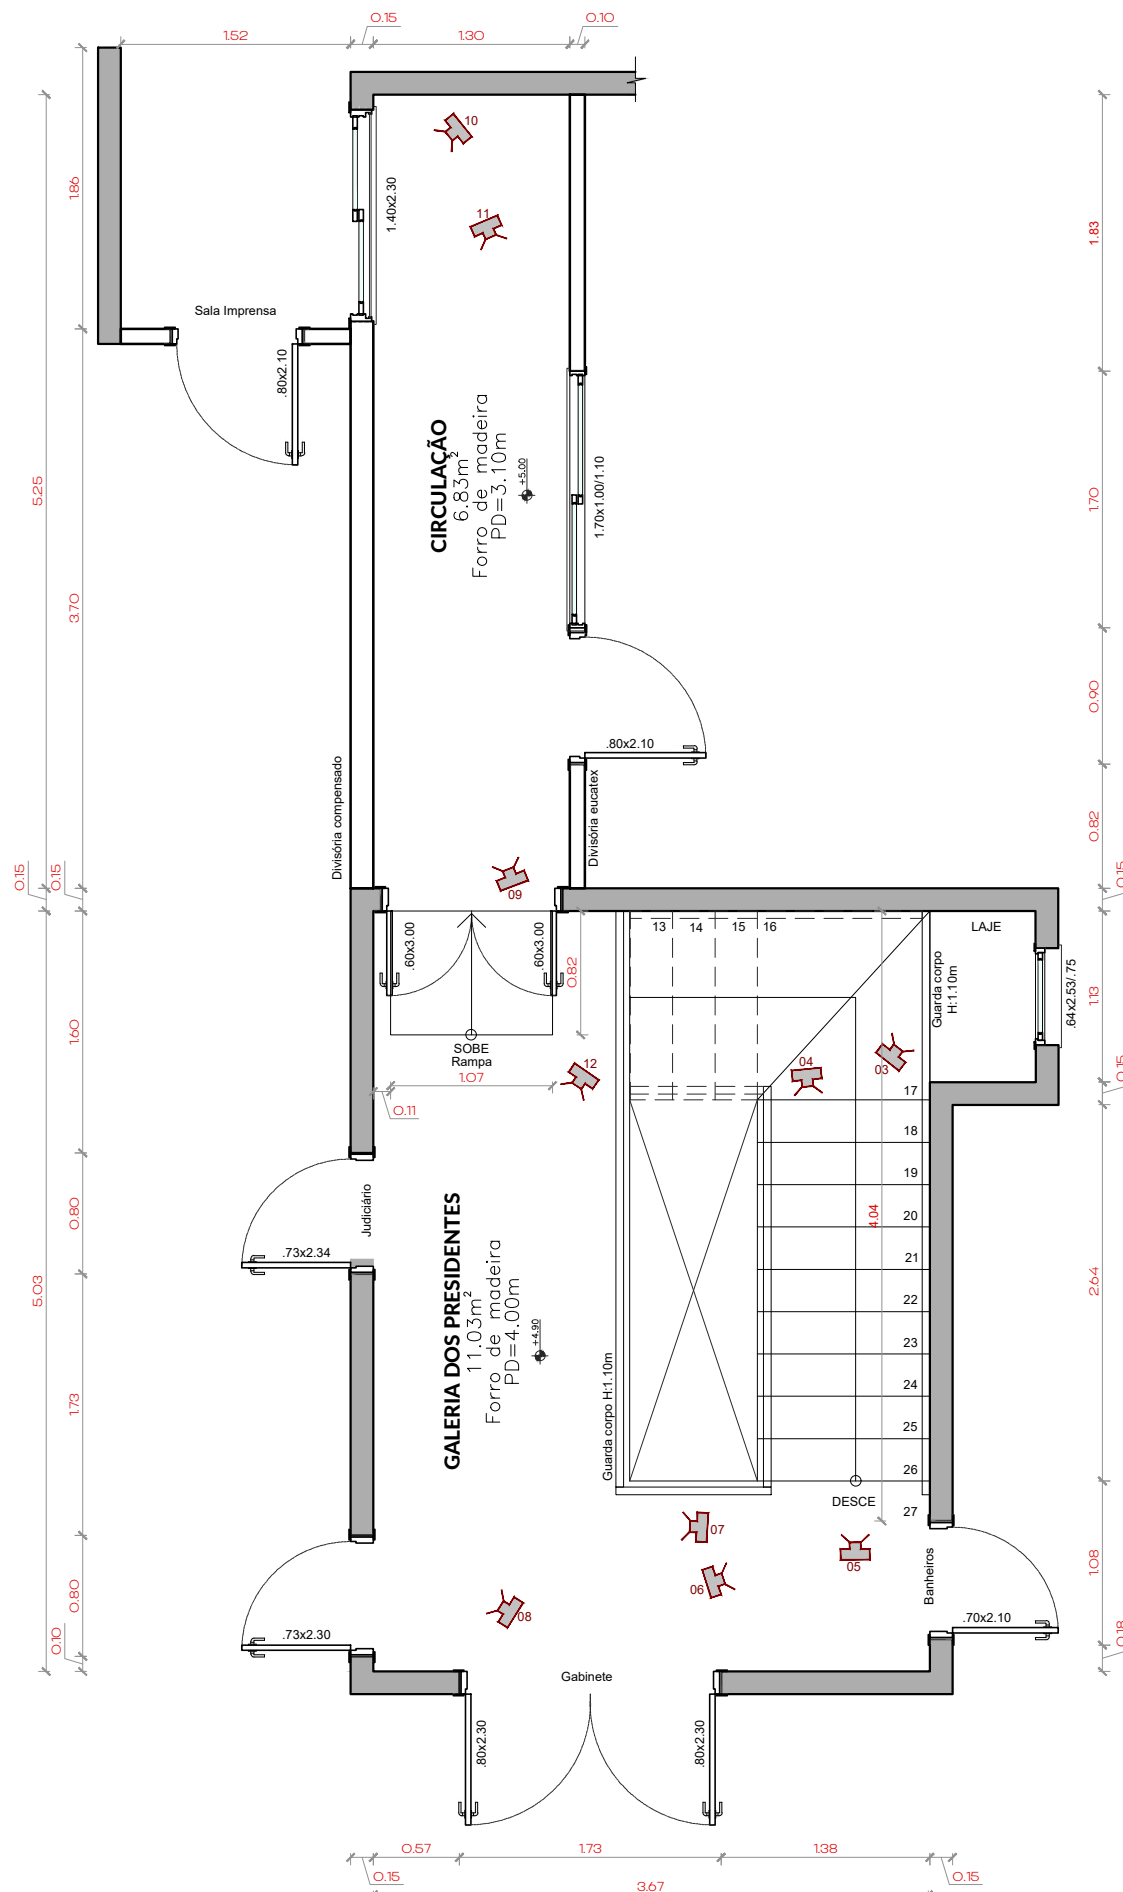 0.15
0.10
1.52
1.30
10
11
1.86
1.40x2.30
1.83
Sala Imprensa
.80x2.10
CIRCULAÇÃO
6.83m²
Forro de madeira
PD=3.10m
+5.00
1.70x1.00/1.10
5.25
1.70
3.70
0.90
.80x2.10
Divisória compensado
Divisória eucatex
0.82
0.15
0.15
0.15
09
.60x3.00
.60x3.00
0.82
13
14
15
16
LAJE
Guarda corpo
H:1.10m
.64x2.53/.75
1.13
1.60
SOBE
Rampa
12
04
03
0.15
1.07
0.11
17
18
19
20
21
22
23
24
25
26
27
4.04
Judiciário
0.80
.73x2.34
GALERIA DOS PRESIDENTES
11.03m²
Forro de madeira
PD=4.00m
+4.90
5.03
2.64
1.73
Guarda corpo H:1.10m
DESCE
07
05
06
08
Banheiros
1.08
0.80
0.10
.73x2.30
.70x2.10
0.18
Gabinete
.80x2.30
.80x2.30
0.57
1.73
1.38
0.15
0.15
3.67